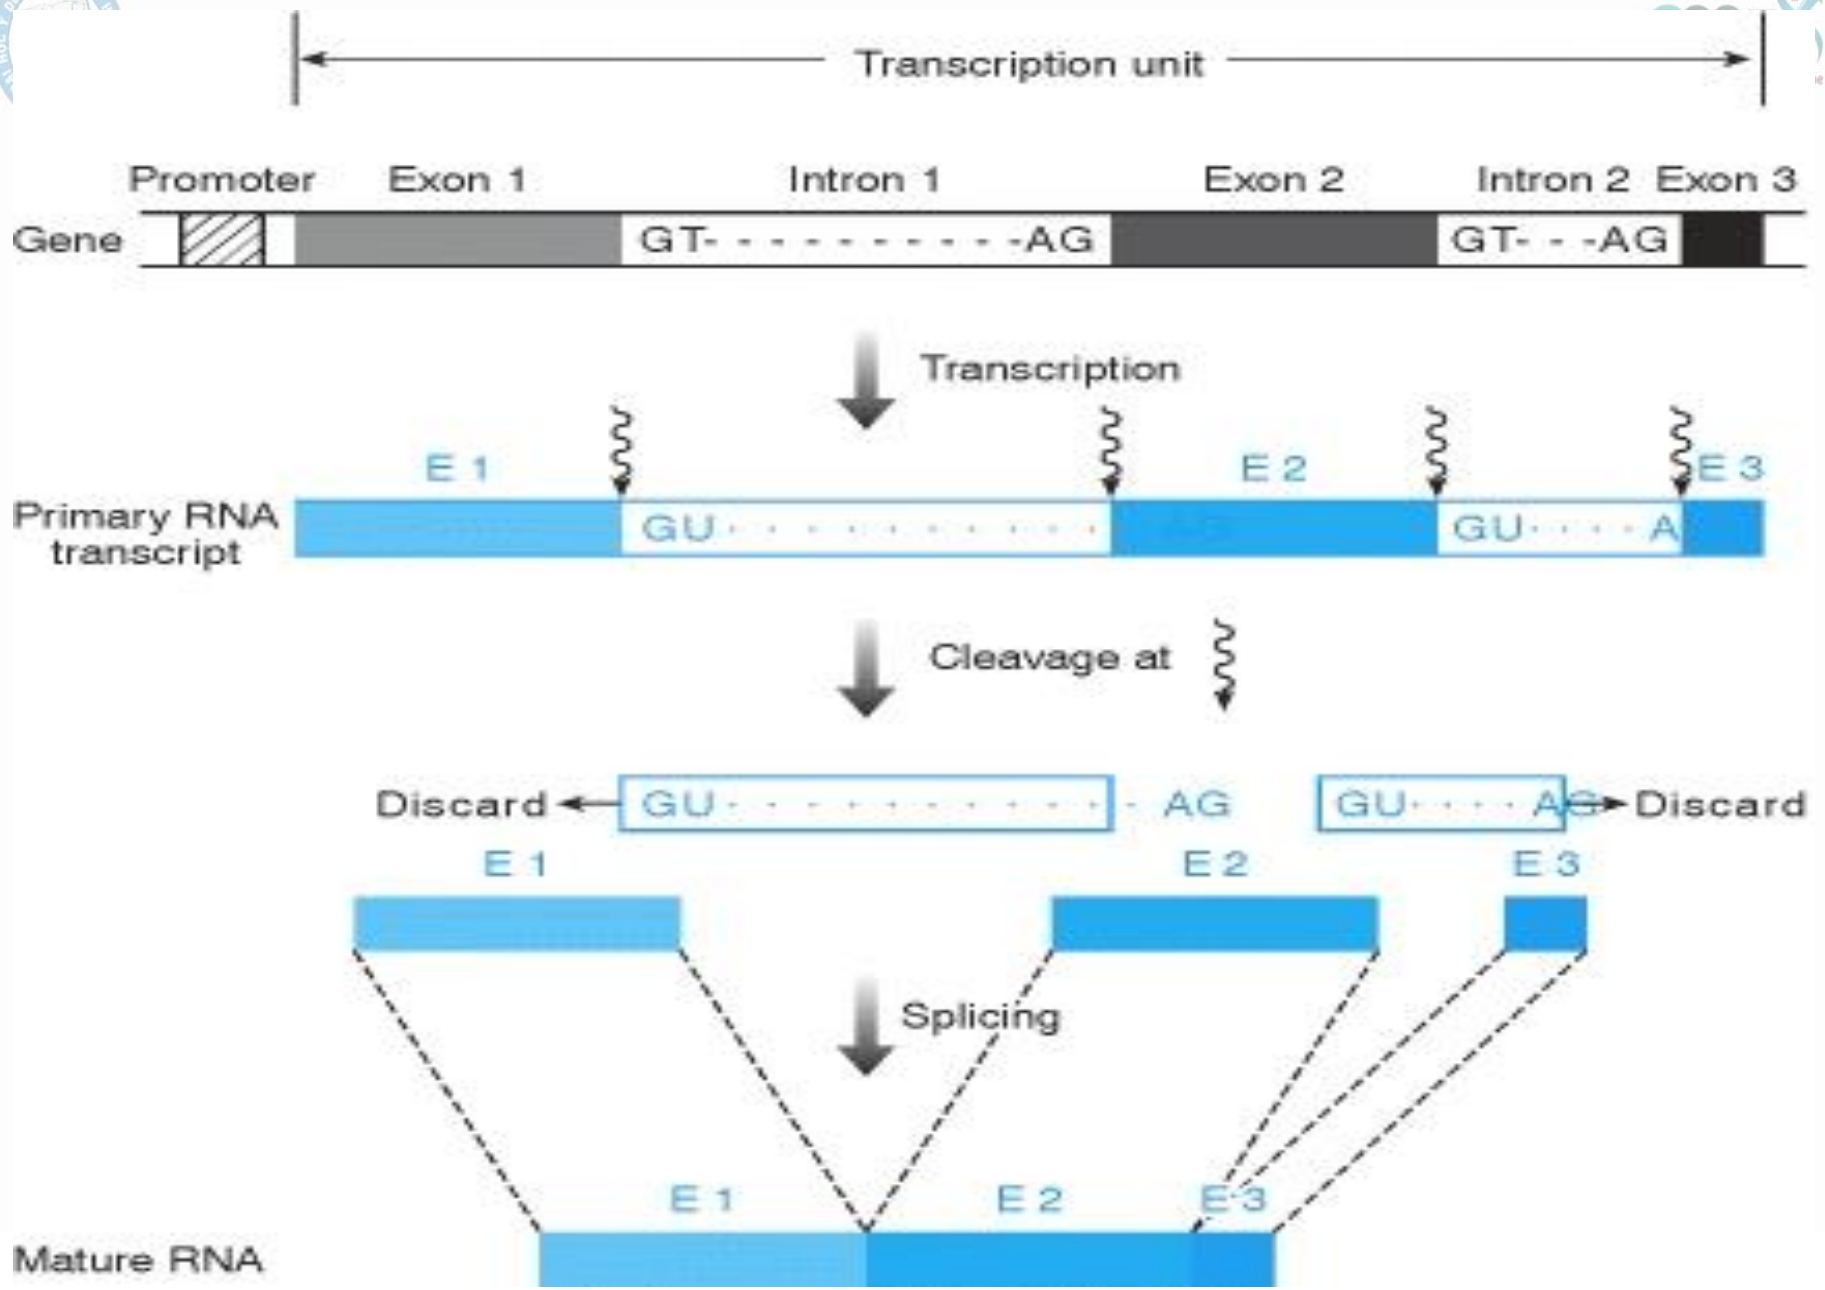 Transcription unit
Promoter Exon 1 Intron 1 Exon 2 Intron 2 Exon 3
Gene GT- - - - - - - - - - -AG GT- - -AG
Transcription
E 1 E 2 E 3
Primary RNA
transcript
GU · · · · · · · · · · AG GU · · · · A
Cleavage at
Discard GU · · · · · · · · · · - AG GU · · · · AG Discard
E 1 E 2 E 3
Splicing
E 1 E 2 E 3
Mature RNA